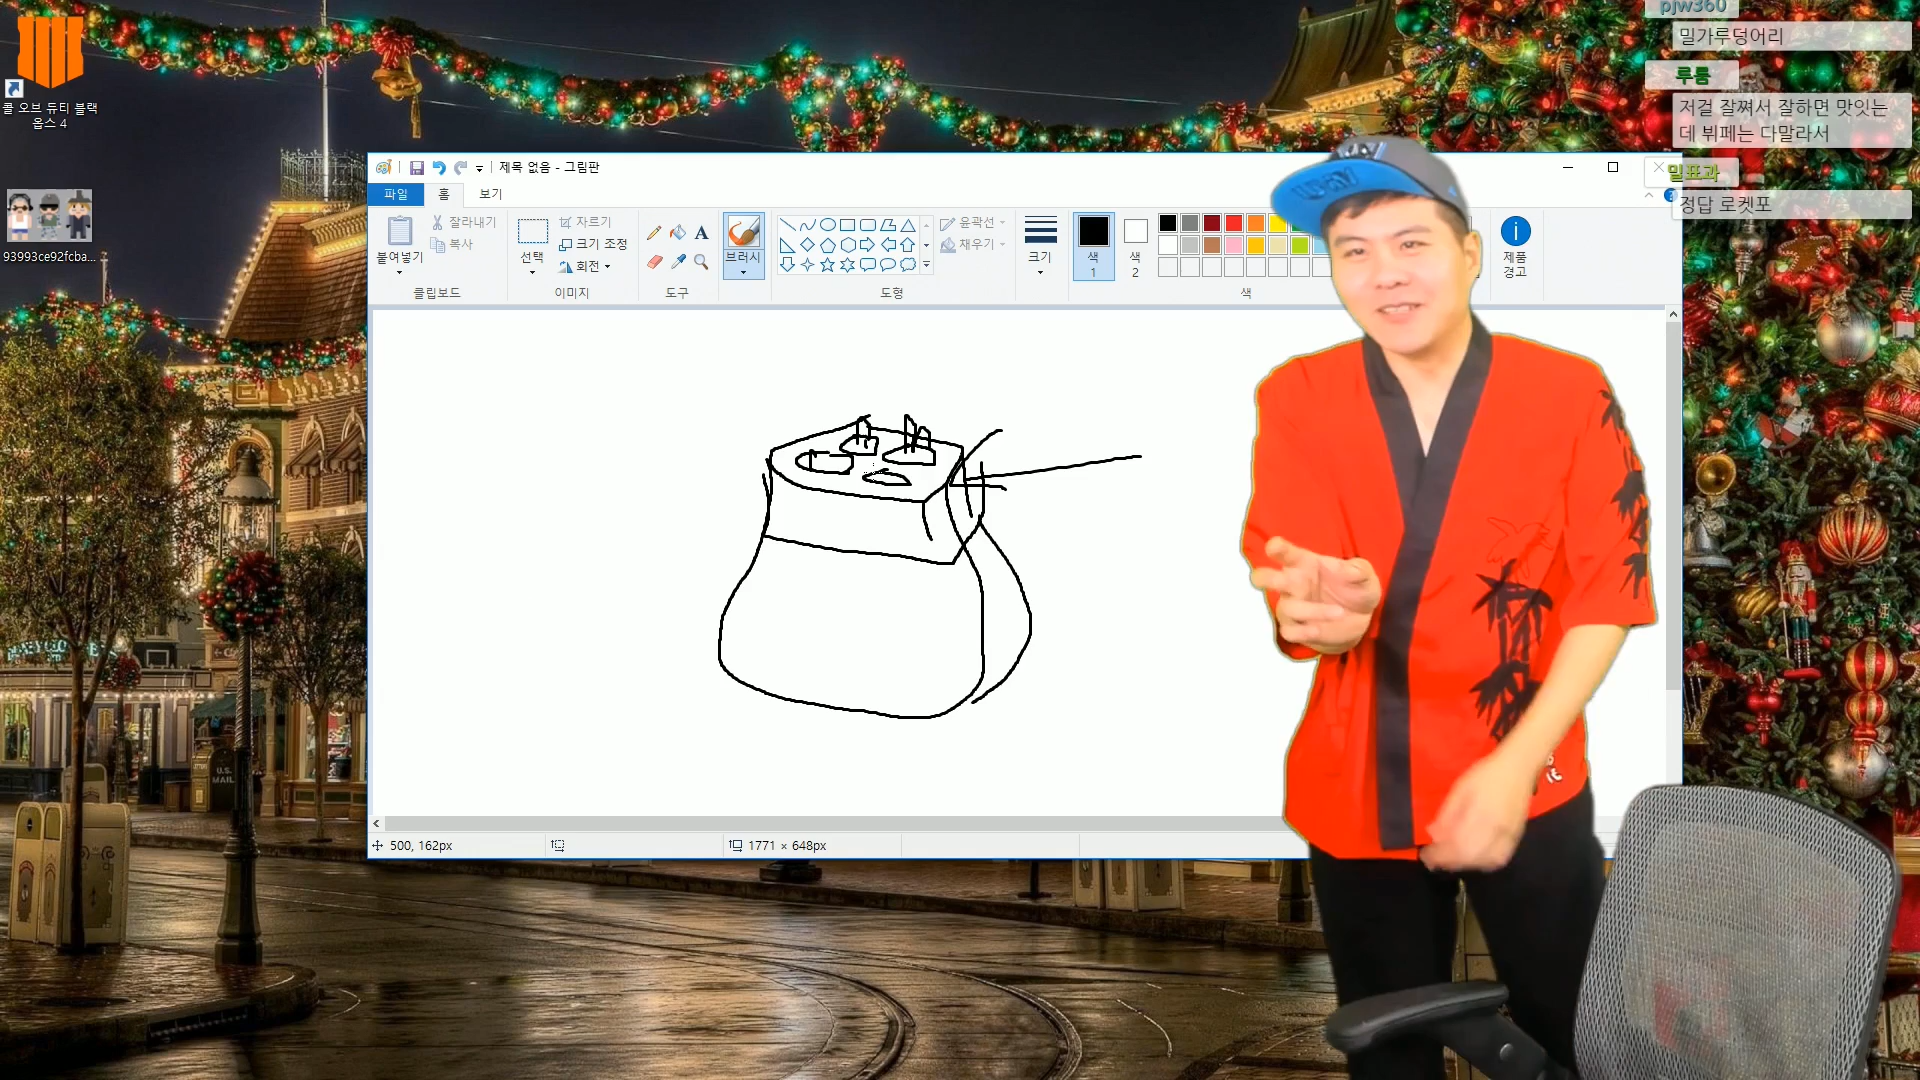 콜 오브 듀티 블랙
옵스 4
93993ce92fcba...
제목 없음 - 그림판
파일
홈
보기
붙여넣기
잘라내기
복사
클립보드
선택
자르기
크기 조정
회전
이미지
A
도구
브러시
윤곽선
채우기
도형
크기
색
1
색
2
색
제품
경고
500, 162px
1771 × 648px
pjw360
밀가루덩어리
루룸
저걸 잘쪄서 잘하면 맛잇는
데 뷔페는 다말라서
밀표과
정답 로켓포
U.S.
MAIL